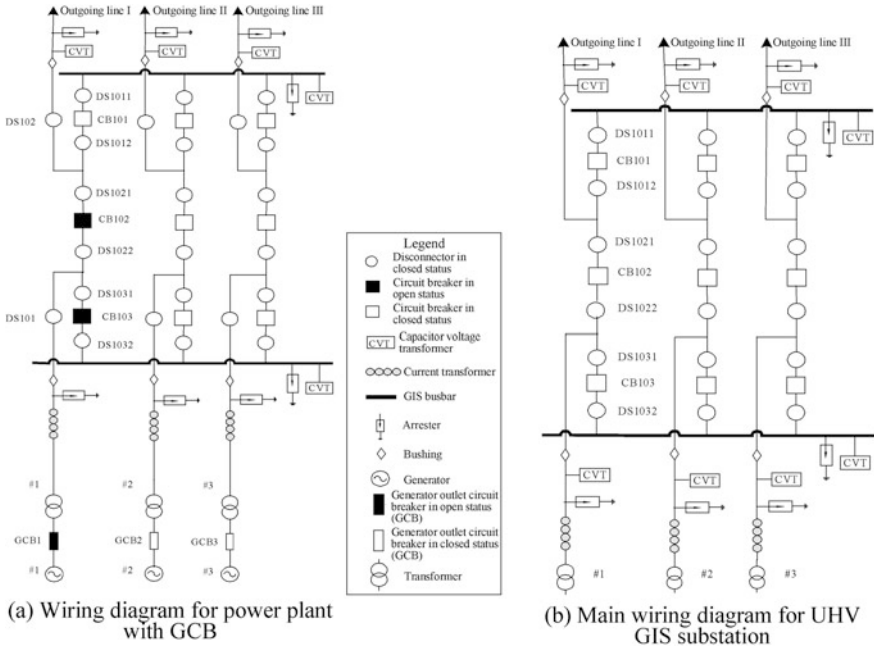 Outgoing line I
Outgoing line II
Outgoing line III
CVT
CVT
CVT
DS1011
CB101
DS1012
DS102
CVT
DS1021
CB102
DS1022
DS1031
CB103
DS1032
DS101
CVT
#1
#2
#3
GCB1
GCB2
GCB3
#1
#2
#3
(a) Wiring diagram for power plant
with GCB
Legend
Disconnector in
closed status
Circuit breaker in
open status
Circuit breaker in
closed status
CVT
Capacitor voltage
transformer
Current transformer
GIS busbar
Arrester
Bushing
Generator
Generator outlet circuit
breaker in open status
(GCB)
Generator outlet circuit
breaker in closed status
(GCB)
Transformer
Outgoing line I
Outgoing line II
Outgoing line III
CVT
CVT
CVT
DS1011
CB101
DS1012
CVT
DS1021
CB102
DS1022
DS1031
CB103
DS1032
CVT
CVT
CVT
CVT
#1
#2
#3
(b) Main wiring diagram for UHV
GIS substation